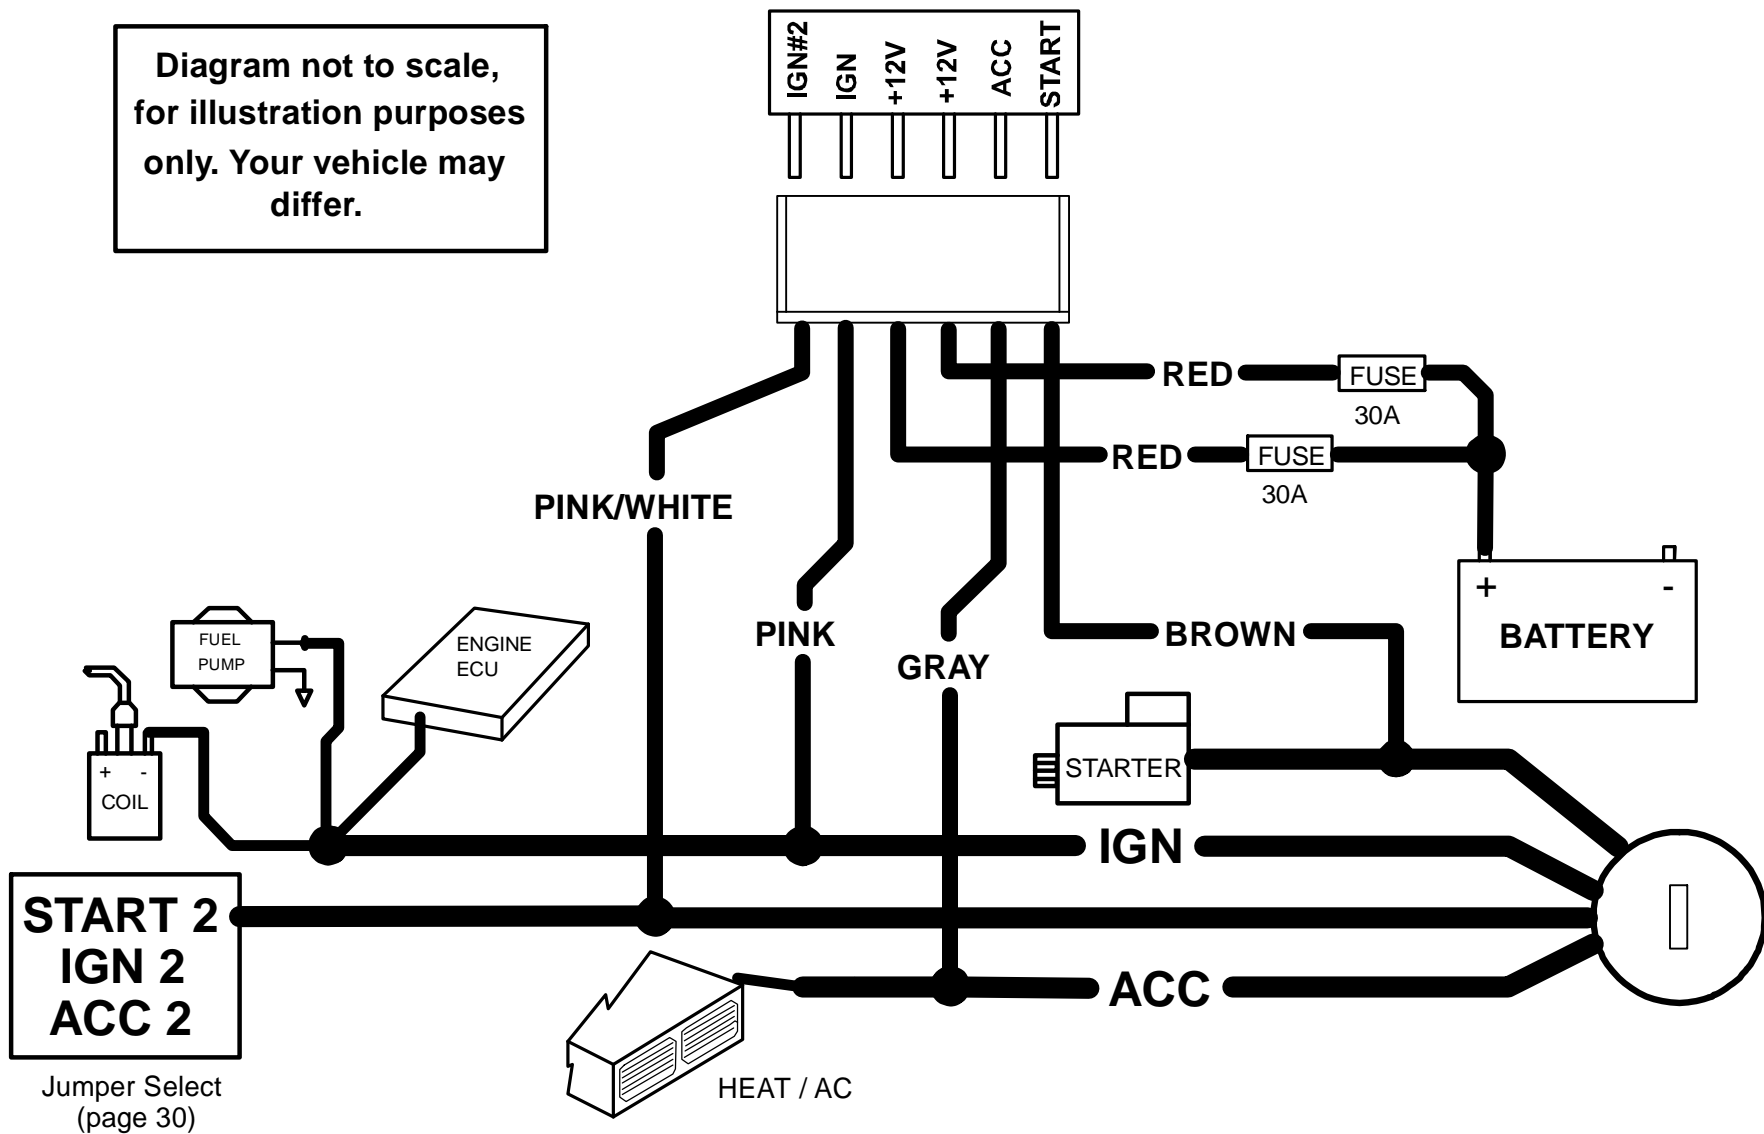 Diagram not to scale,
for illustration purposes
only. Your vehicle may
differ.
IGN#2
IGN
+12V
+12V
ACC
START
RED
FUSE
30A
RED
FUSE
30A
PINK/WHITE
PINK
GRAY
BROWN
+
-
BATTERY
FUEL
PUMP
ENGINE
ECU
+
-
COIL
STARTER
IGN
START 2
IGN 2
ACC 2
ACC
Jumper Select
(page 30)
HEAT / AC